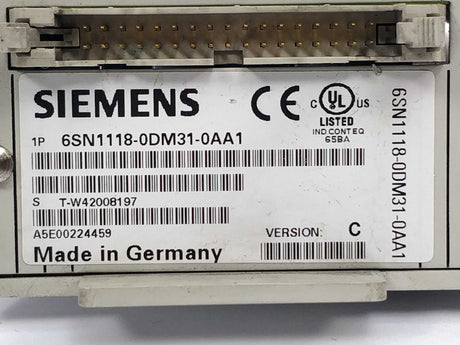 SIEMENS
CE
C UL US
LISTED
IND.CONT.EQ
65BA
1P 6SN1118-0DM31-0AA1
S T-W42008197
A5E00224459
VERSION: C
Made in Germany
6SN1118-0DM31-0AA1